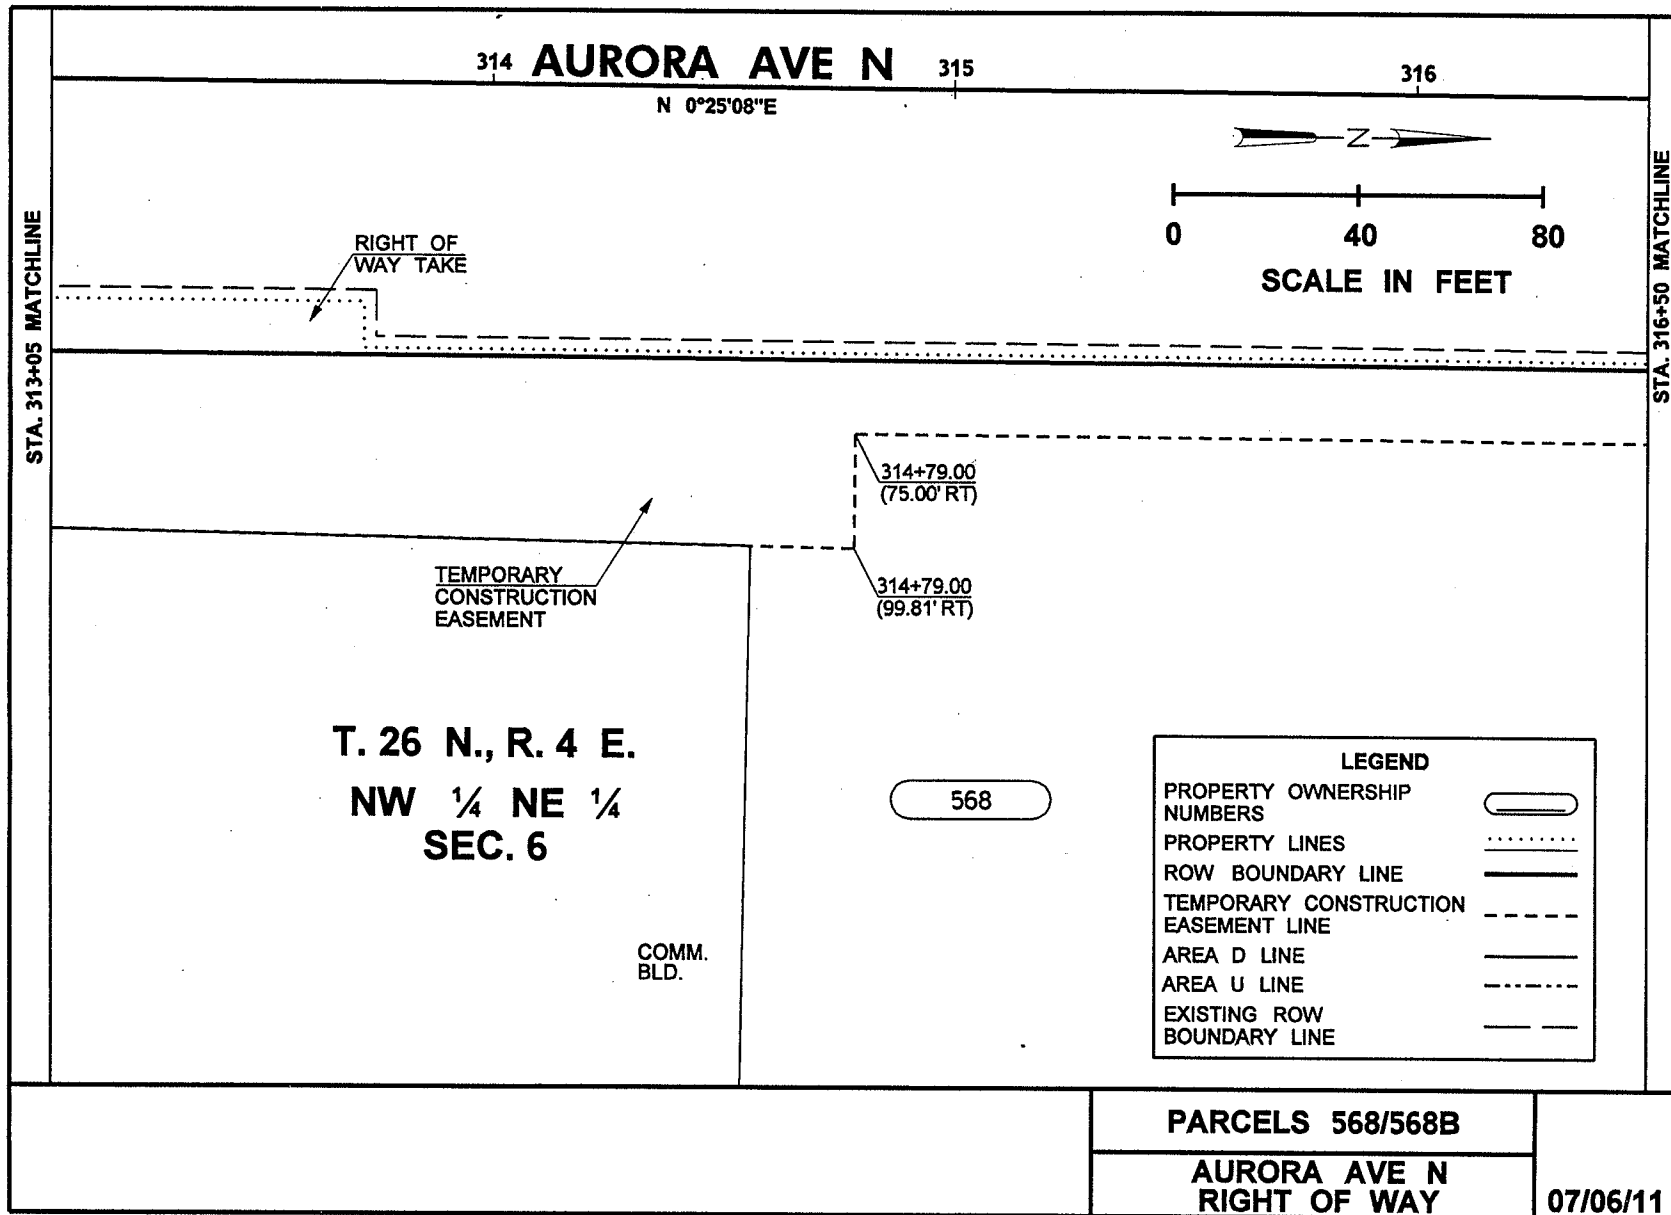 314 AURORA AVE N 315 316
N 0°25'08"E
Z
0 40 80
SCALE IN FEET
STA. 313+05 MATCHLINE
STA. 316+50 MATCHLINE
RIGHT OF
WAY TAKE
314+79.00
(75.00' RT)
TEMPORARY
CONSTRUCTION
EASEMENT
314+79.00
(99.81' RT)
T. 26 N., R. 4 E.
NW ¼ NE ¼
SEC. 6
568
COMM.
BLD.
LEGEND
PROPERTY OWNERSHIP
NUMBERS
PROPERTY LINES
ROW BOUNDARY LINE
TEMPORARY CONSTRUCTION
EASEMENT LINE
AREA D LINE
AREA U LINE
EXISTING ROW
BOUNDARY LINE
PARCELS 568/568B
AURORA AVE N
RIGHT OF WAY
07/06/11